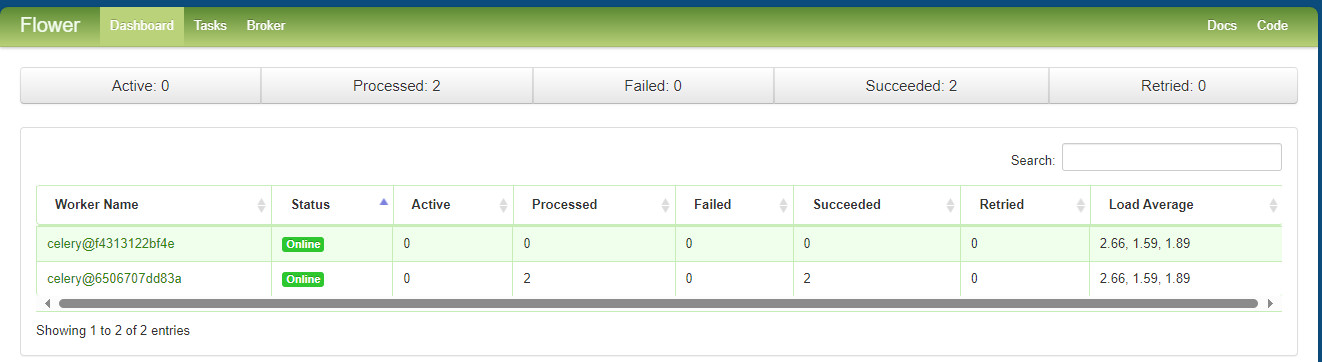 Flower Dashboard Tasks Broker Docs Code
Active: 0 Processed: 2 Failed: 0 Succeeded: 2 Retried: 0
Search:
Worker Name Status Active Processed Failed Succeeded Retried Load Average
celery@f4313122bf4e Online 0 0 0 0 0 2.66, 1.59, 1.89
celery@6506707dd83a Online 0 2 0 2 0 2.66, 1.59, 1.89
Showing 1 to 2 of 2 entries